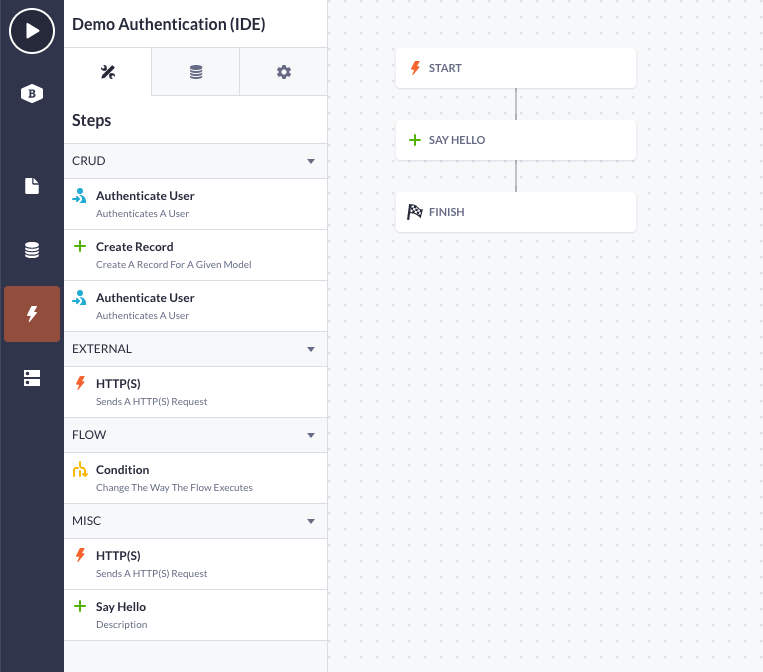 Demo Authentication (IDE)
B
Steps
CRUD
Authenticate User
Authenticates A User
Create Record
Create A Record For A Given Model
Authenticate User
Authenticates A User
EXTERNAL
HTTP(S)
Sends A HTTP(S) Request
FLOW
Condition
Change The Way The Flow Executes
MISC
HTTP(S)
Sends A HTTP(S) Request
Say Hello
Description
START
SAY HELLO
FINISH